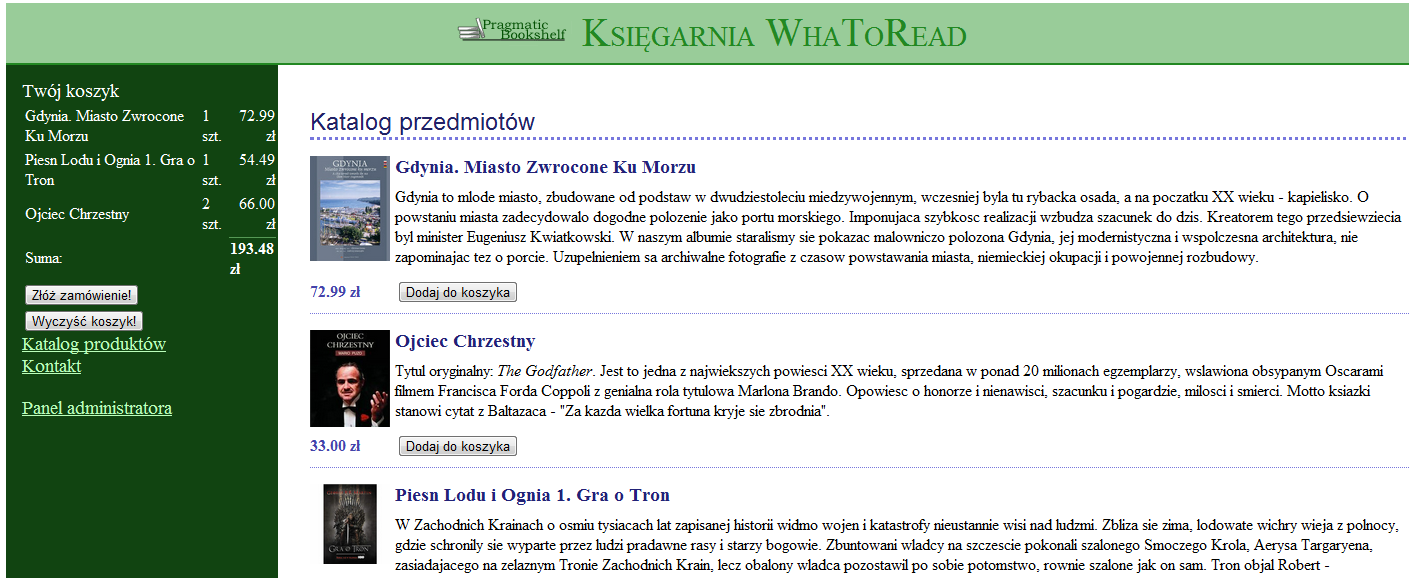 Pragmatic
Bookshelf
Księgarnia WhaToRead
Twój koszyk
Gdynia. Miasto Zwrocone 1 72.99
Ku Morzu szt. zł
Piesn Lodu i Ognia 1. Gra o 1 54.49
Tron szt. zł
Ojciec Chrzestny 2 szt. 66.00 zł
Suma: 193.48 zł
Złóż zamówienie!
Wyczyść koszyk!
Katalog produktów
Kontakt
Panel administratora
Katalog przedmiotów
GDYNIA
Gdynia. Miasto Zwrocone Ku Morzu
Gdynia to mlode miasto, zbudowane od podstaw w dwudziestoleciu miedzywojennym, wczesniej byla tu rybacka osada, a na poczatku XX wieku - kapielisko. O
powstaniu miasta zadecydowalo dogodne polozenie jako portu morskiego. Imponujaca szybkosc realizacji wzbudza szacunek do dzis. Kreatorem tego przedsiewziecia
byl minister Eugeniusz Kwiatkowski. W naszym albumie staralismy sie pokazac malowniczo polozona Gdynia, jej modernistyczna i wspolczesna architektura, nie
zapominajac tez o porcie. Uzupelnieniem sa archiwalne fotografie z czasow powstawania miasta, niemieckiej okupacji i powojennej rozbudowy.
72.99 zł Dodaj do koszyka
OJCIEC
CHRZESTNY
MARIO PUZO
Ojciec Chrzestny
Tytul oryginalny: The Godfather. Jest to jedna z najwiekszych powiesci XX wieku, sprzedana w ponad 20 milionach egzemplarzy, wslawiona obsypanym Oscarami
filmem Francisca Forda Coppoli z genialna rola tytulowa Marlona Brando. Opowiesc o honorze i nienawisci, szacunku i pogardzie, milosci i smierci. Motto ksiazki
stanowi cytat z Baltazaca - "Za kazda wielka fortuna kryje sie zbrodnia".
33.00 zł Dodaj do koszyka
GRA O TRON
Piesn Lodu i Ognia 1. Gra o Tron
W Zachodnich Krainach o osmiu tysiacach lat zapisanej historii widmo wojen i katastrofy nieustannie wisi nad ludzmi. Zbliza sie zima, lodowate wichry wieja z polnocy,
gdzie schronily sie wyparte przez ludzi pradawne rasy i starzy bogowie. Zbuntowani wladcy na szczescie pokonali szalonego Smoczego Krola, Aerysa Targaryena,
zasiadajacego na zelaznym Tronie Zachodnich Krain, lecz obalony wladca pozostawil po sobie potomstwo, rownie szalone jak on sam. Tron objal Robert -